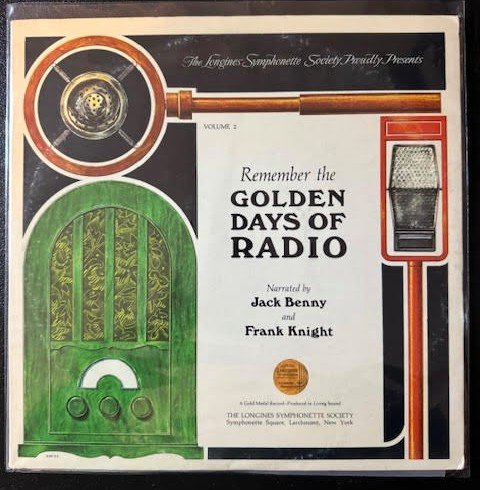 The Longines Symphonette Society Proudly Presents
VOLUME 2
Remember the
GOLDEN
DAYS OF
RADIO
Narrated by
Jack Benny
and
Frank Knight
A Gold Medal Record—Produced in Living Sound
THE LONGINES SYMPHONETTE SOCIETY
Symphonette Square, Larchmont, New York